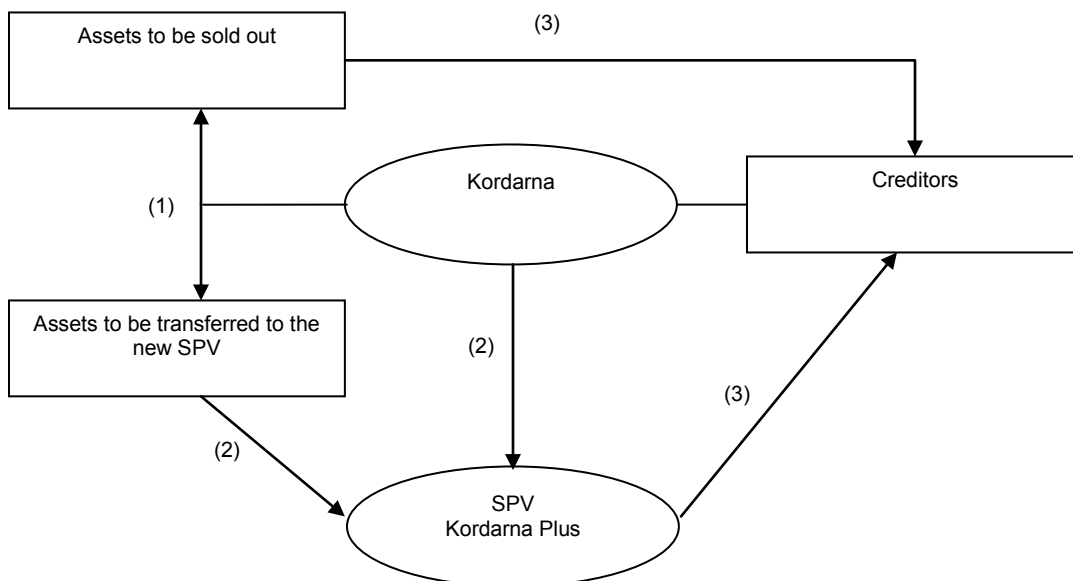 Assets to be sold out
(3)
Kordarna
Creditors
(1)
Assets to be transferred to the
new SPV
(2)
(2)
(3)
SPV
Kordarna Plus